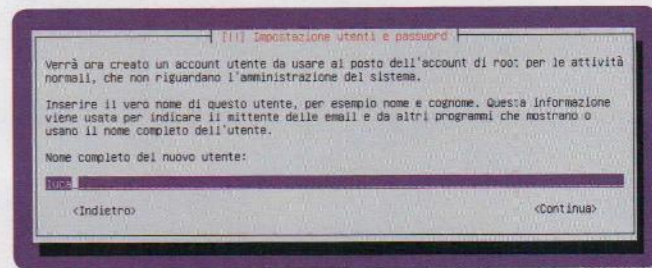 [!!] Impostazione utenti e password
Verrà ora creato un account utente da usare al posto dell'account di root per le attività
normali, che non riguardano l'amministrazione del sistema.
Inserire il vero nome di questo utente, per esempio nome e cognome. Questa informazione
viene usata per indicare il mittente delle email e da altri programmi che mostrano o
usano il nome completo dell'utente.
Nome completo del nuovo utente:
luca
<Indietro>
<Continua>